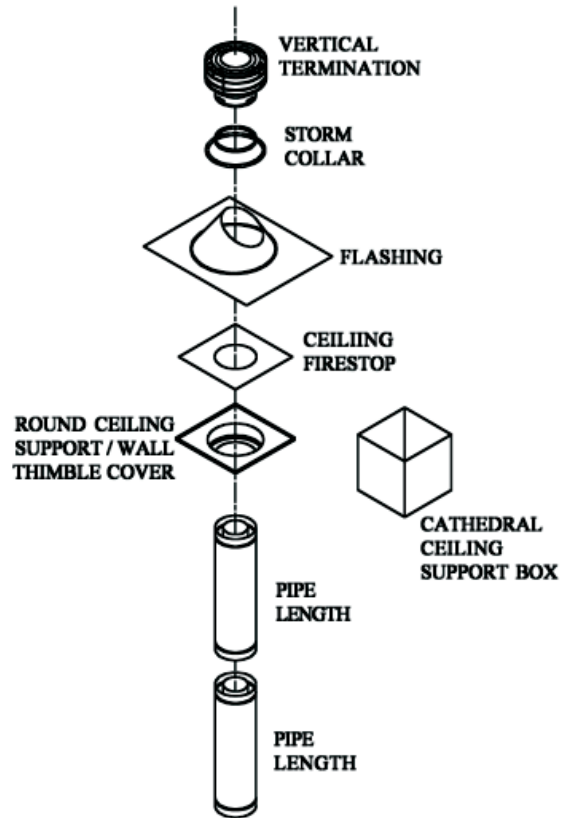 VERTICAL
TERMINATION
STORM
COLLAR
FLASHING
CEILIING
FIRESTOP
ROUND CEILING
SUPPORT / WALL
THIMBLE COVER
CATHEDRAL
CEILING
SUPPORT BOX
PIPE
LENGTH
PIPE
LENGTH